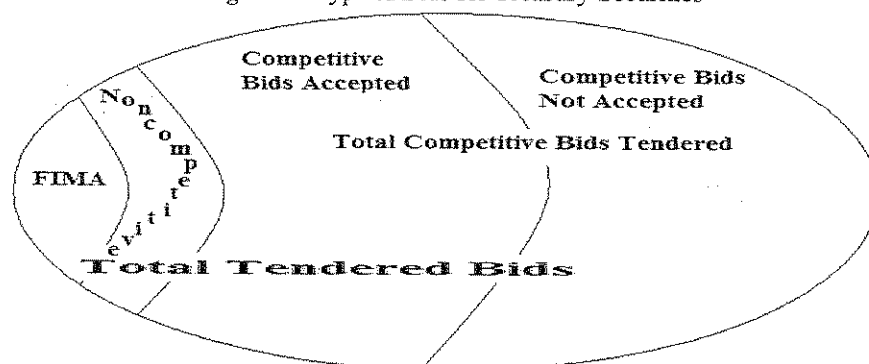 Competitive
Bids Accepted
Competitive Bids
Not Accepted
Noncompetitive
Total Competitive Bids Tendered
FIMA
Total Tendered Bids